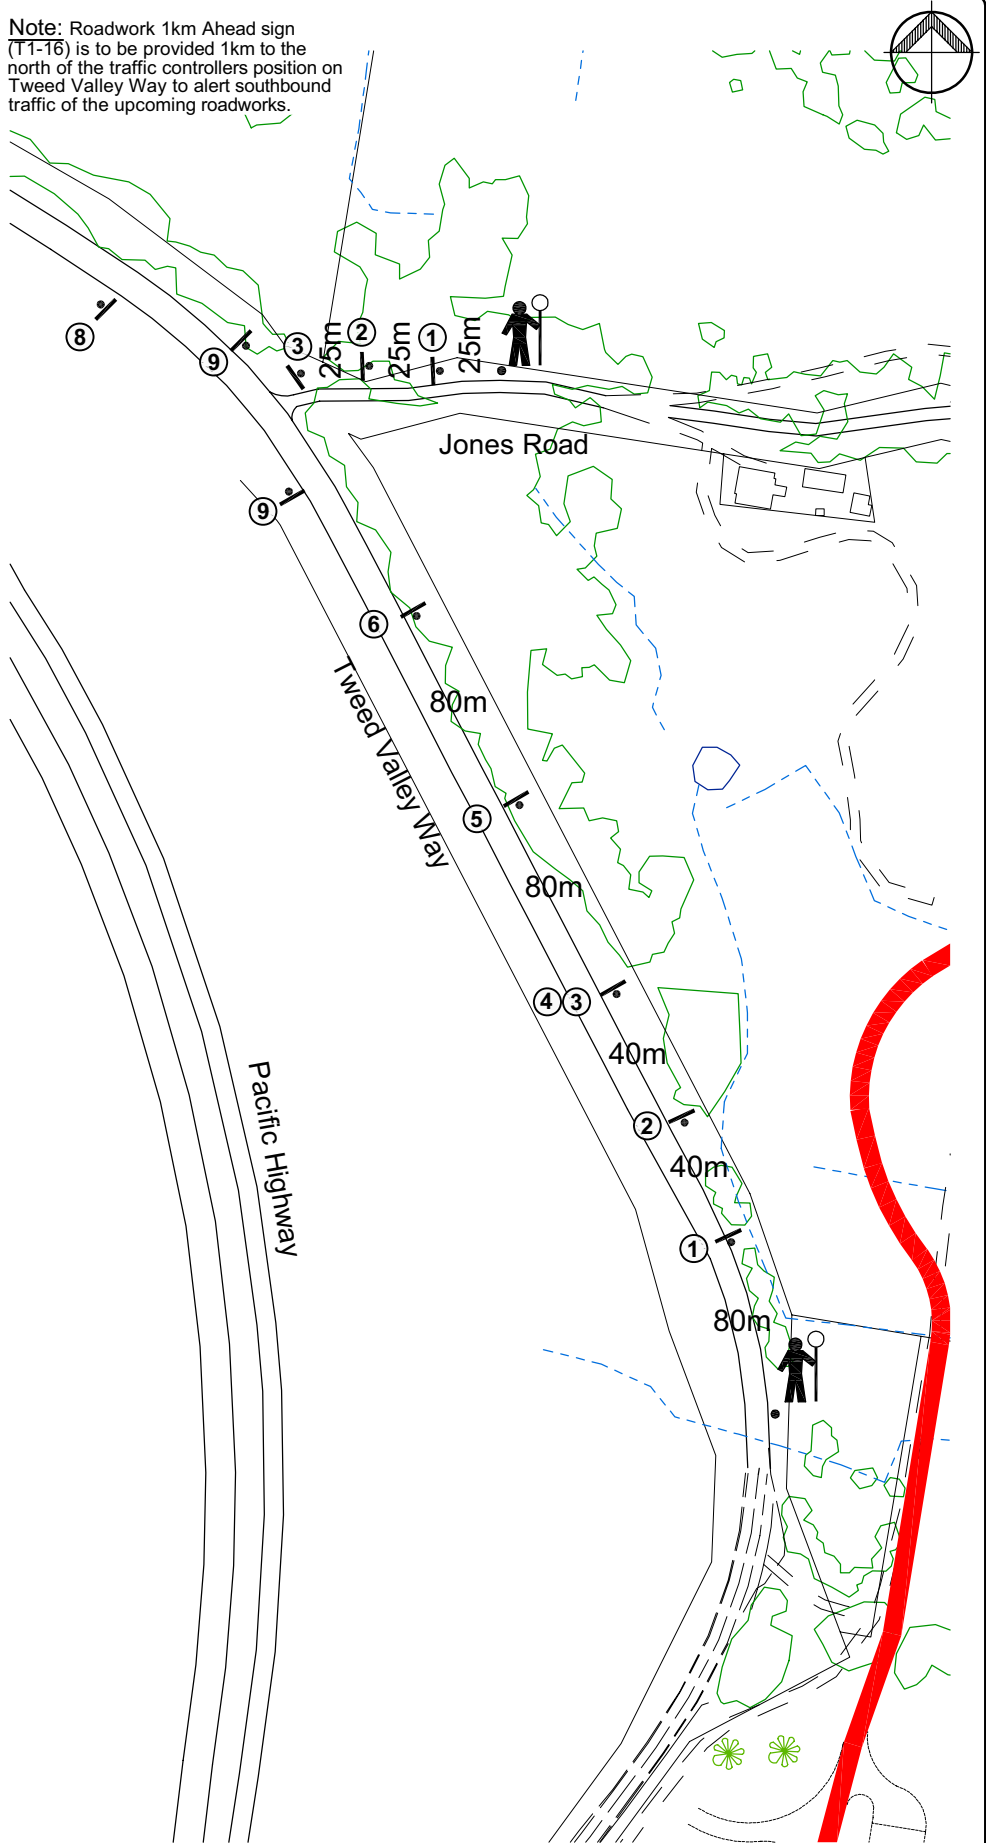 Note: Roadwork 1km Ahead sign
(T1-16) is to be provided 1km to the
north of the traffic controllers position on
Tweed Valley Way to alert southbound
traffic of the upcoming roadworks.
8
9
3
25m
2
25m
1
25m
Jones Road
9
6
80m
Tweed Valley Way
5
80m
4
3
40m
2
40m
Pacific Highway
1
80m